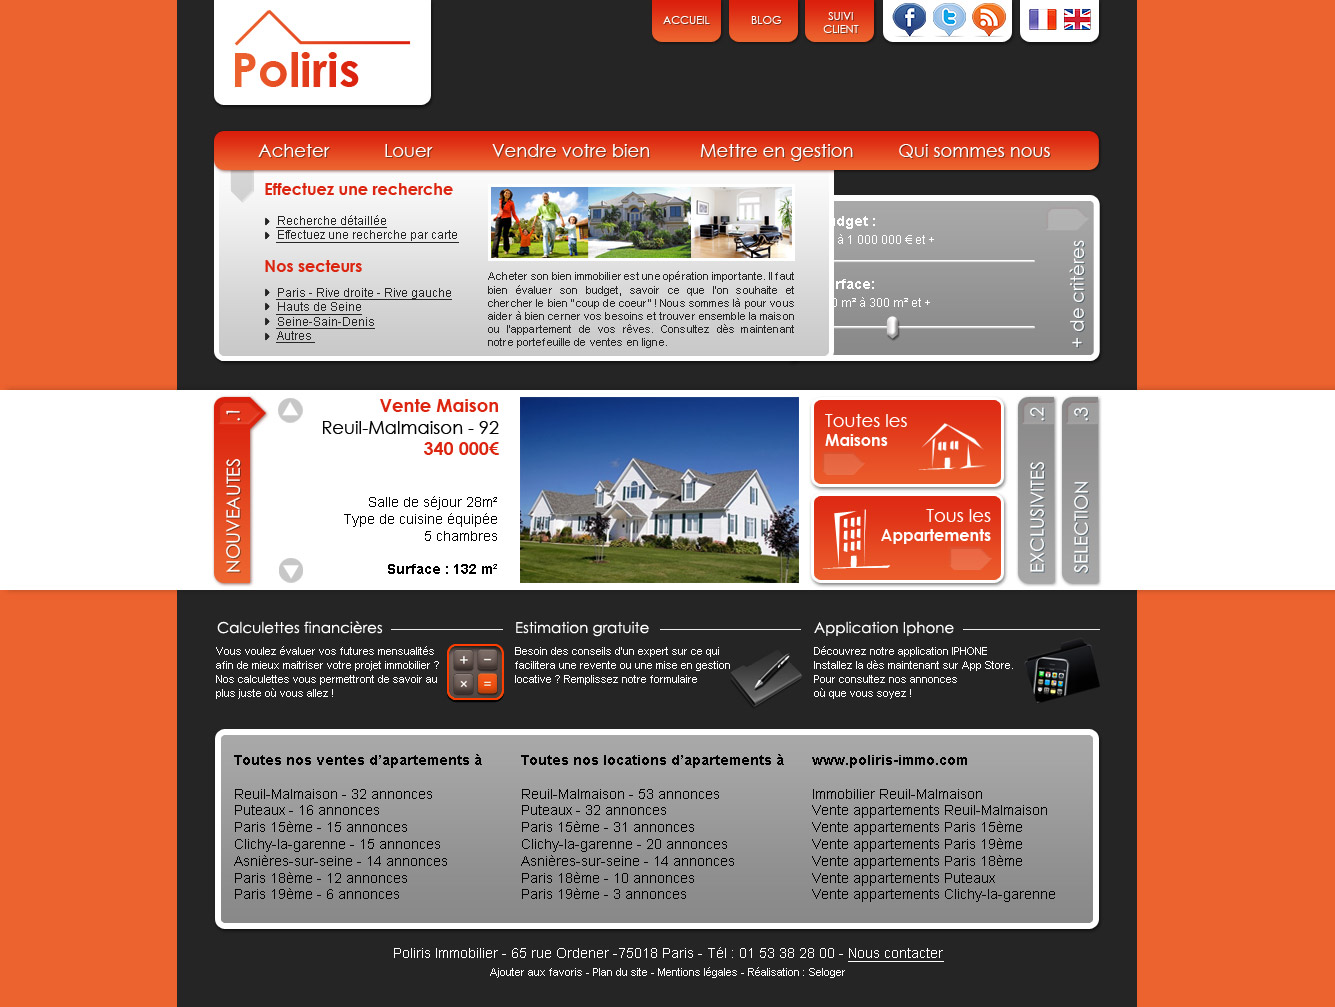 Poliris
ACCUEIL
BLOG
SUIVI
CLIENT
Acheter
Louer
Vendre votre bien
Mettre en gestion
Qui sommes nous
Effectuez une recherche
Recherche détaillée
Effectuez une recherche par carte
Nos secteurs
Paris - Rive droite - Rive gauche
Hauts de Seine
Seine-Sain-Denis
Autres
Acheter son bien immobilier est une opération importante. Il faut
bien évaluer son budget, savoir ce que l'on souhaite et
chercher le bien "coup de coeur" ! Nous sommes là pour vous
aider à bien cerner vos besoins et trouver ensemble la maison
ou l'appartement de vos rêves. Consultez dès maintenant
notre portefeuille de ventes en ligne.
dget :
à 1 000 000 € et +
rface:
0 m² à 300 m² et +
+ de critères
NOUVEAUTES .1
Vente Maison
Reuil-Malmaison - 92
340 000€
Salle de séjour 28m²
Type de cuisine équipée
5 chambres
Surface : 132 m²
Toutes les
Maisons
Tous les
Appartements
EXCLUSIVITES .2
SELECTION .3
Calculettes financières
Vous voulez évaluer vos futures mensualités
afin de mieux maitriser votre projet immobilier ?
Nos calculettes vous permettront de savoir au
plus juste où vous allez !
+ −
× =
Estimation gratuite
Besoin des conseils d'un expert sur ce qui
facilitera une revente ou une mise en gestion
locative ? Remplissez notre formulaire
Application Iphone
Découvrez notre application IPHONE
Installez la dès maintenant sur App Store.
Pour consultez nos annonces
où que vous soyez !
Toutes nos ventes d'apartements à
Reuil-Malmaison - 32 annonces
Puteaux - 16 annonces
Paris 15ème - 15 annonces
Clichy-la-garenne - 15 annonces
Asnières-sur-seine - 14 annonces
Paris 18ème - 12 annonces
Paris 19ème - 6 annonces
Toutes nos locations d'apartements à
Reuil-Malmaison - 53 annonces
Puteaux - 32 annonces
Paris 15ème - 31 annonces
Clichy-la-garenne - 20 annonces
Asnières-sur-seine - 14 annonces
Paris 18ème - 10 annonces
Paris 19ème - 3 annonces
www.poliris-immo.com
Immobilier Reuil-Malmaison
Vente appartements Reuil-Malmaison
Vente appartements Paris 15ème
Vente appartements Paris 19ème
Vente appartements Paris 18ème
Vente appartements Puteaux
Vente appartements Clichy-la-garenne
Poliris Immobilier - 65 rue Ordener -75018 Paris - Tél : 01 53 38 28 00 - Nous contacter
Ajouter aux favoris - Plan du site - Mentions légales - Réalisation : Seloger